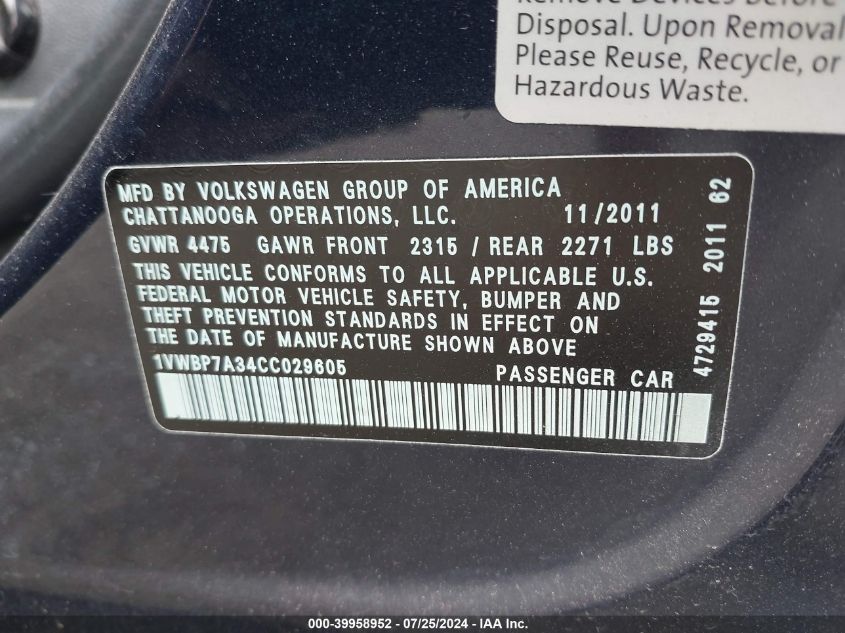 Disposal. Upon Removal
Please Reuse, Recycle, or
Hazardous Waste.
MFD BY VOLKSWAGEN GROUP OF AMERICA
CHATTANOOGA OPERATIONS, LLC. 11/2011
GVWR 4475 GAWR FRONT 2315 / REAR 2271 LBS
THIS VEHICLE CONFORMS TO ALL APPLICABLE U.S.
FEDERAL MOTOR VEHICLE SAFETY, BUMPER AND
THEFT PREVENTION STANDARDS IN EFFECT ON
THE DATE OF MANUFACTURE SHOWN ABOVE
1VWBP7A34CC029605 PASSENGER CAR
4729415 2011 62
000-39958952 - 07/25/2024 - IAA Inc.